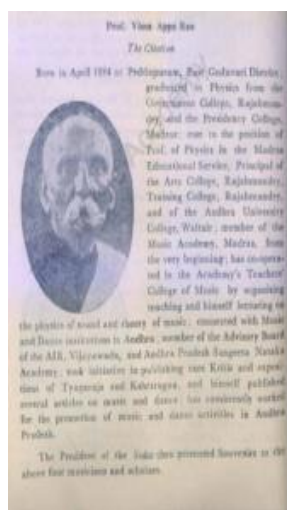 Prof. Vissa Appa Rao
The Citation
Born in April 1884 at Peddapuram, East Godavari District,
graduated in Physics from the
Government College, Rajahmun-
dry, and the Presidency College,
Madras; rose to the position of
Prof. of Physics in the Madras
Educational Service, Principal of
the Arts College, Rajahmundry,
Training College, Rajahmundry,
and of the Andhra University
College, Waltair; member of the
Music Academy, Madras, from
the very beginning; has co-opera-
ted in the Academy's Teachers'
College of Music by organising
teaching and himself lecturing on
the physics of sound and theory of music; connected with Music
and Dance institutions in Andhra; member of the Advisory Board
of the AIR, Vijayawada, and Andhra Pradesh Sangeeta Nataka
Academy; took initiative in publishing rare Kritis and exposi-
tions of Tyagaraja and Kshetragna, and himself published
several articles on music and dance; has eminently worked
for the promotion of music and dance activities in Andhra
Pradesh.
The President of the Sabha then presented Souvenirs to the
above four musicians and scholars.